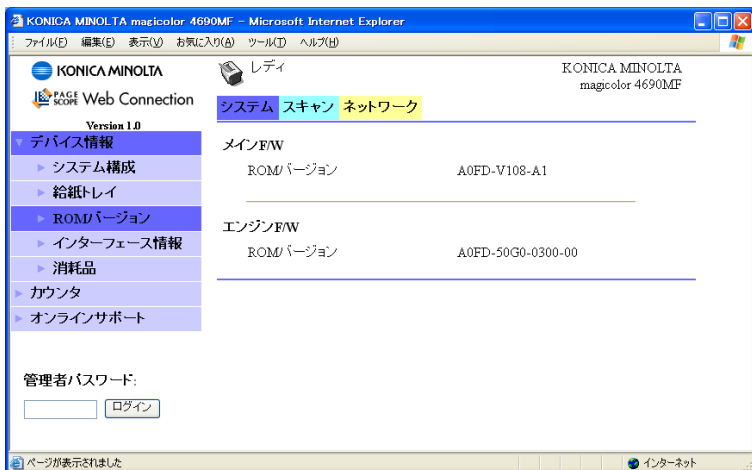 KONICA MINOLTA magicolor 4690MF - Microsoft Internet Explorer
ファイル(F) 編集(E) 表示(V) お気に入り(A) ツール(T) ヘルプ(H)
KONICA MINOLTA
PAGE SCOPE Web Connection
Version 1.0
レディ
KONICA MINOLTA
magicolor 4690MF
システム スキャン ネットワーク
デバイス情報
システム構成
給紙トレイ
ROMバージョン
インターフェース情報
消耗品
カウンタ
オンラインサポート
管理者パスワード:
ログイン
メインF/W
ROMバージョン A0FD-V108-A1
エンジンF/W
ROMバージョン A0FD-50G0-0300-00
ページが表示されました インターネット